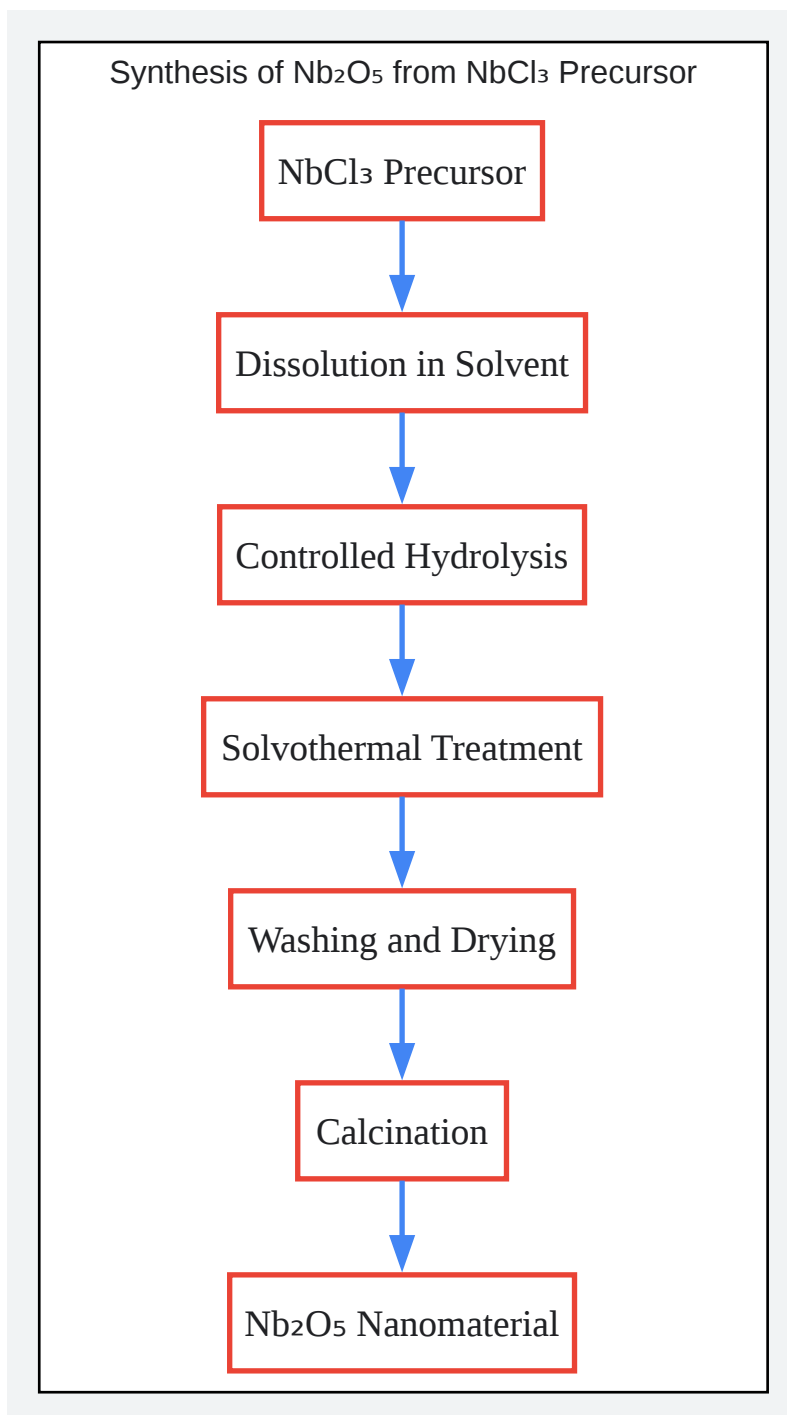 Synthesis of Nb₂O₅ from NbCl₃ Precursor
NbCl₃ Precursor
Dissolution in Solvent
Controlled Hydrolysis
Solvothermal Treatment
Washing and Drying
Calcination
Nb₂O₅ Nanomaterial